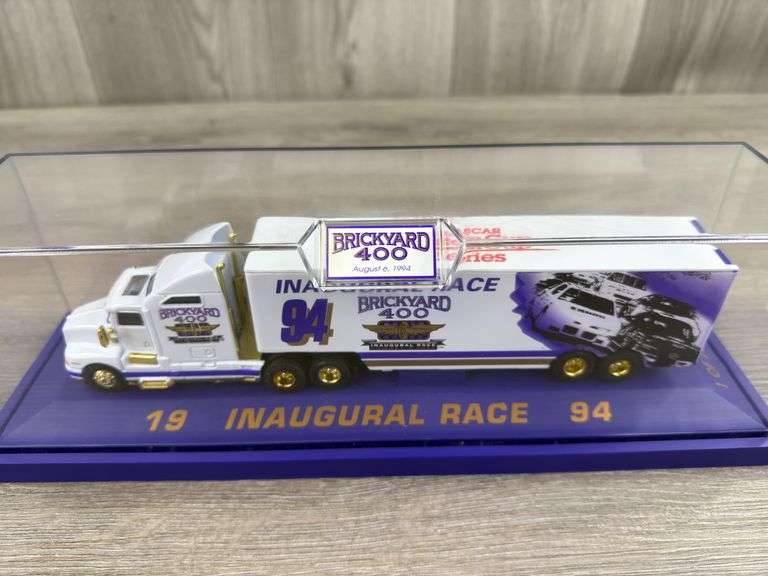 BRICKYARD
400
August 6, 1994
INAUGURAL RACE
94
BRICKYARD
400
INAUGURAL RACE
BRICKYARD
400
19 INAUGURAL RACE 94